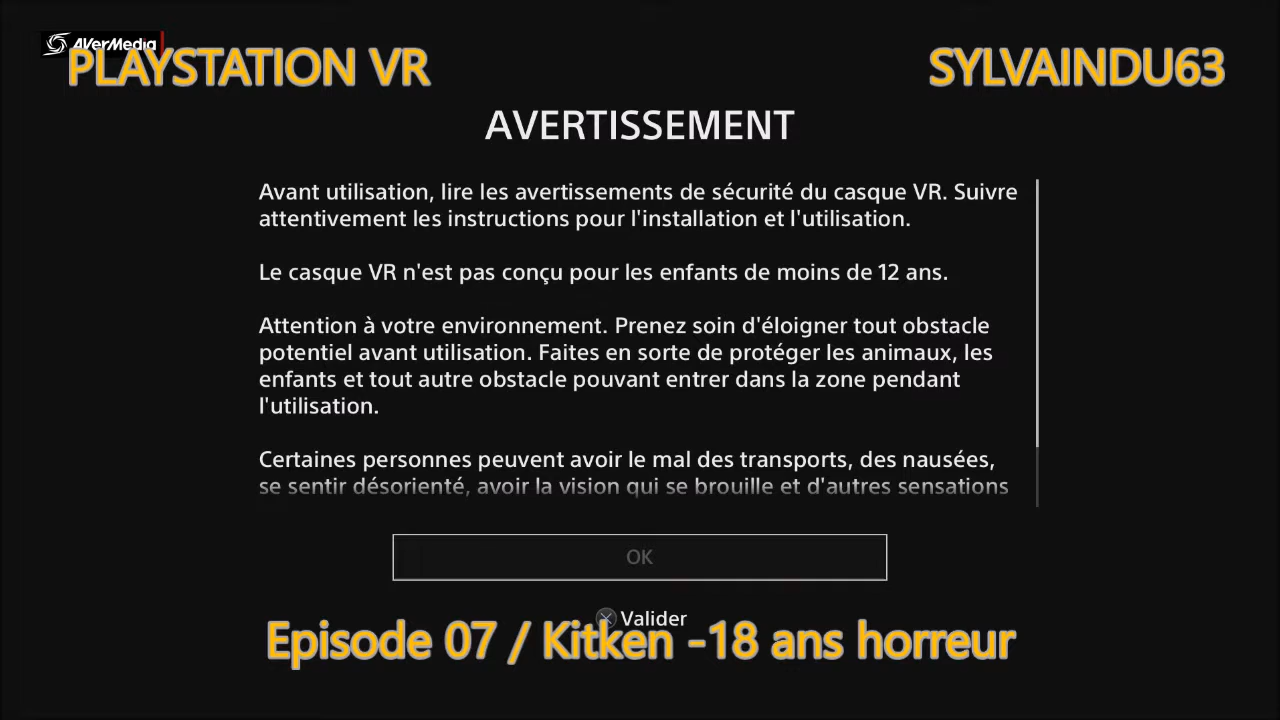 AVerMedia
PLAYSTATION VR
SYLVAINDU63
AVERTISSEMENT
Avant utilisation, lire les avertissements de sécurité du casque VR. Suivre
attentivement les instructions pour l'installation et l'utilisation.
Le casque VR n'est pas conçu pour les enfants de moins de 12 ans.
Attention à votre environnement. Prenez soin d'éloigner tout obstacle
potentiel avant utilisation. Faites en sorte de protéger les animaux, les
enfants et tout autre obstacle pouvant entrer dans la zone pendant
l'utilisation.
Certaines personnes peuvent avoir le mal des transports, des nausées,
se sentir désorienté, avoir la vision qui se brouille et d'autres sensations
OK
Valider
Episode 07 / Kitken -18 ans horreur